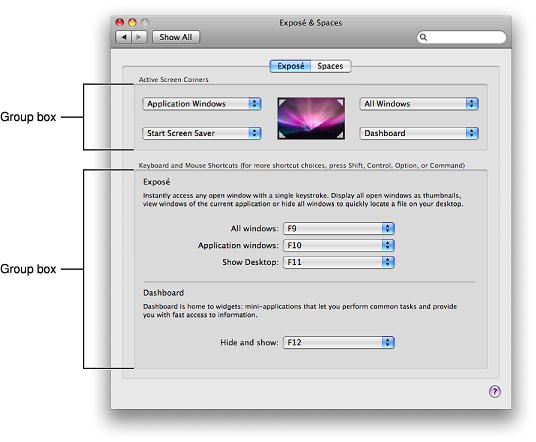 Exposé & Spaces
Show All
Exposé Spaces
Active Screen Corners
Group box
Application Windows
All Windows
Start Screen Saver
Dashboard
Keyboard and Mouse Shortcuts (for more shortcut choices, press Shift, Control, Option, or Command)
Exposé
Instantly access any open window with a single keystroke. Display all open windows as thumbnails,
view windows of the current application or hide all windows to quickly locate a file on your desktop.
All windows: F9
Application windows: F10
Group box
Show Desktop: F11
Dashboard
Dashboard is home to widgets: mini-applications that let you perform common tasks and provide
you with fast access to information.
Hide and show: F12
?